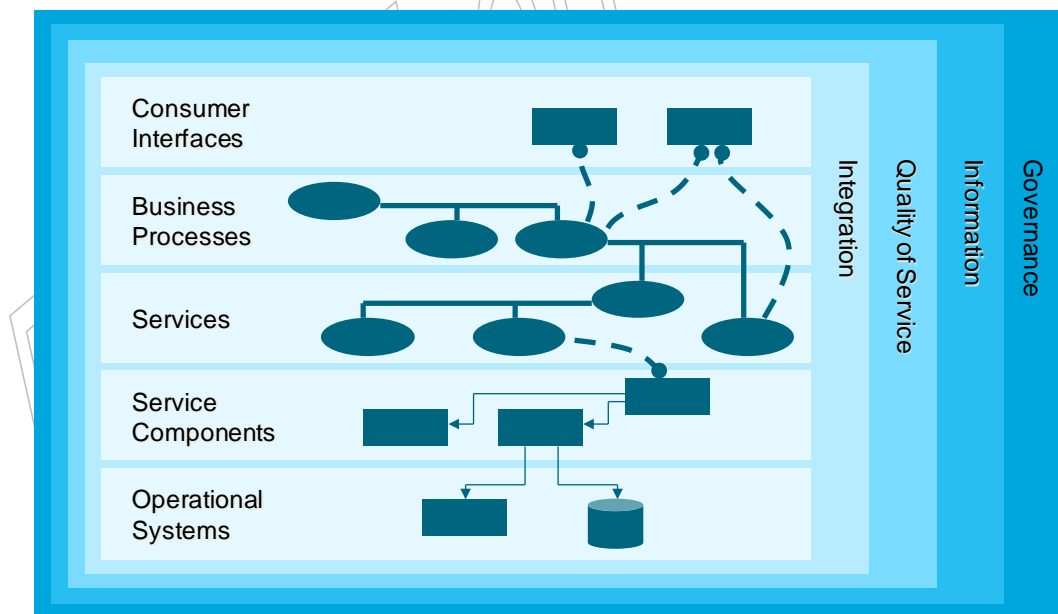 Consumer
Interfaces
Business
Processes
Services
Service
Components
Operational
Systems
Integration
Quality of Service
Information
Governance